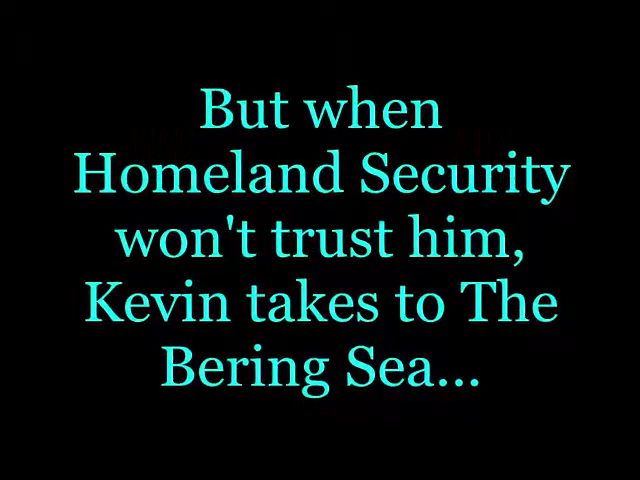 But when
Homeland Security
won't trust him,
Kevin takes to The
Bering Sea...